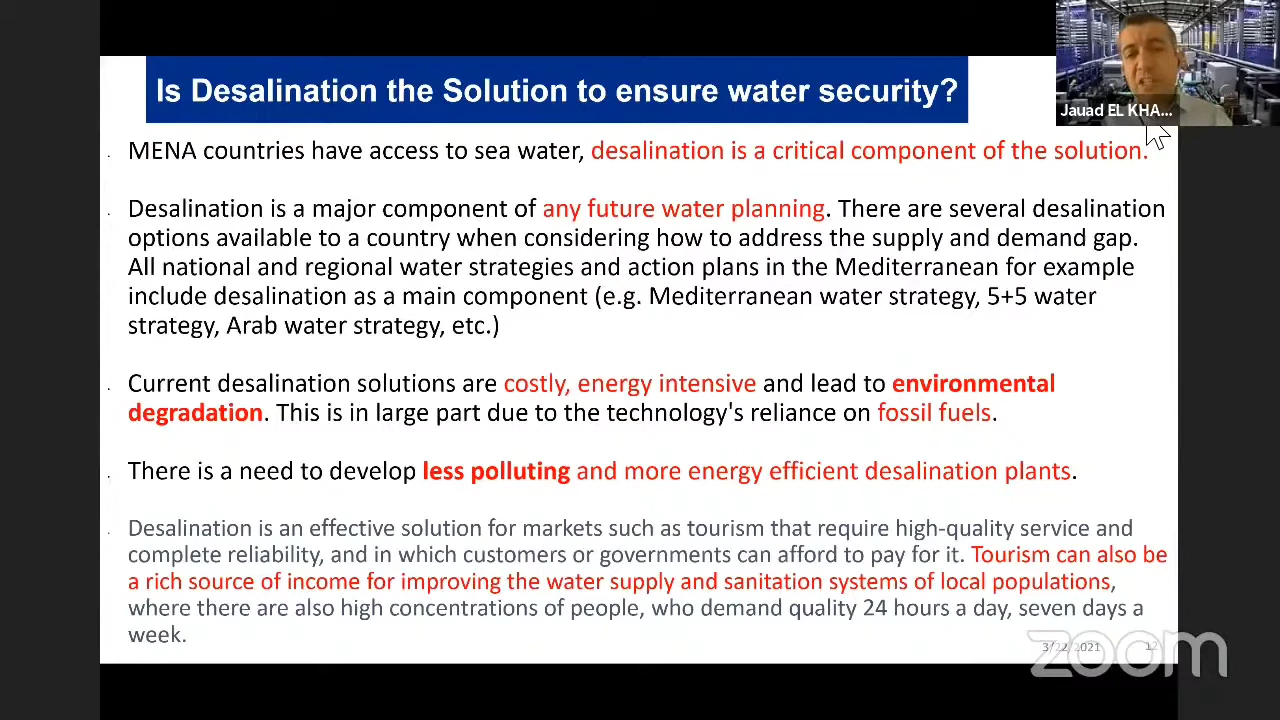 Is Desalination the Solution to ensure water security?
Jauad EL KHA...
MENA countries have access to sea water, desalination is a critical component of the solution.
Desalination is a major component of any future water planning. There are several desalination
options available to a country when considering how to address the supply and demand gap.
All national and regional water strategies and action plans in the Mediterranean for example
include desalination as a main component (e.g. Mediterranean water strategy, 5+5 water
strategy, Arab water strategy, etc.)
Current desalination solutions are costly, energy intensive and lead to environmental
degradation. This is in large part due to the technology's reliance on fossil fuels.
There is a need to develop less polluting and more energy efficient desalination plants.
Desalination is an effective solution for markets such as tourism that require high-quality service and
complete reliability, and in which customers or governments can afford to pay for it. Tourism can also be
a rich source of income for improving the water supply and sanitation systems of local populations,
where there are also high concentrations of people, who demand quality 24 hours a day, seven days a
week.
3/22/2021 12
zoom